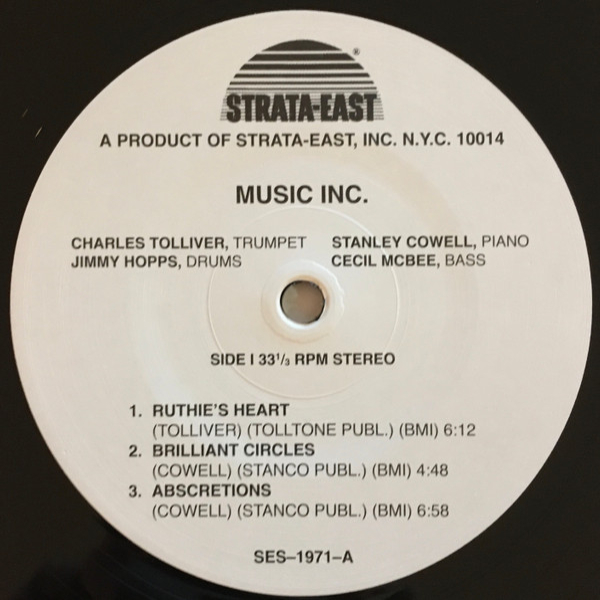 STRATA-EAST®
A PRODUCT OF STRATA-EAST, INC. N.Y.C. 10014
MUSIC INC.
CHARLES TOLLIVER, TRUMPET STANLEY COWELL, PIANO
JIMMY HOPPS, DRUMS CECIL MCBEE, BASS
SIDE I 33⅓ RPM STEREO
1. RUTHIE'S HEART
(TOLLIVER) (TOLLTONE PUBL.) (BMI) 6:12
2. BRILLIANT CIRCLES
(COWELL) (STANCO PUBL.) (BMI) 4:48
3. ABSCRETIONS
(COWELL) (STANCO PUBL.) (BMI) 6:58
SES–1971–A